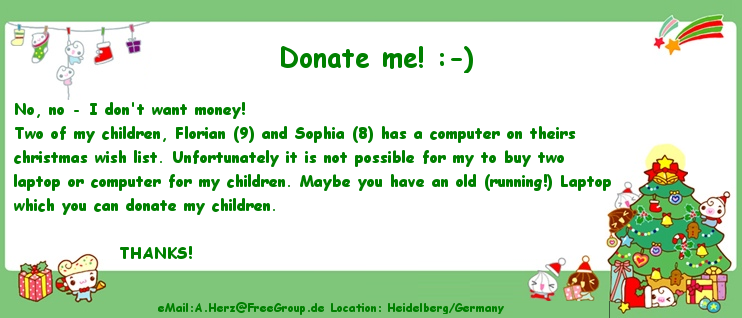 Donate me! :-)
No, no - I don't want money!
Two of my children, Florian (9) and Sophia (8) has a computer on theirs
christmas wish list. Unfortunately it is not possible for my to buy two
laptop or computer for my children. Maybe you have an old (running!) Laptop
which you can donate my children.
THANKS!
eMail:A.Herz@FreeGroup.de Location: Heidelberg/Germany